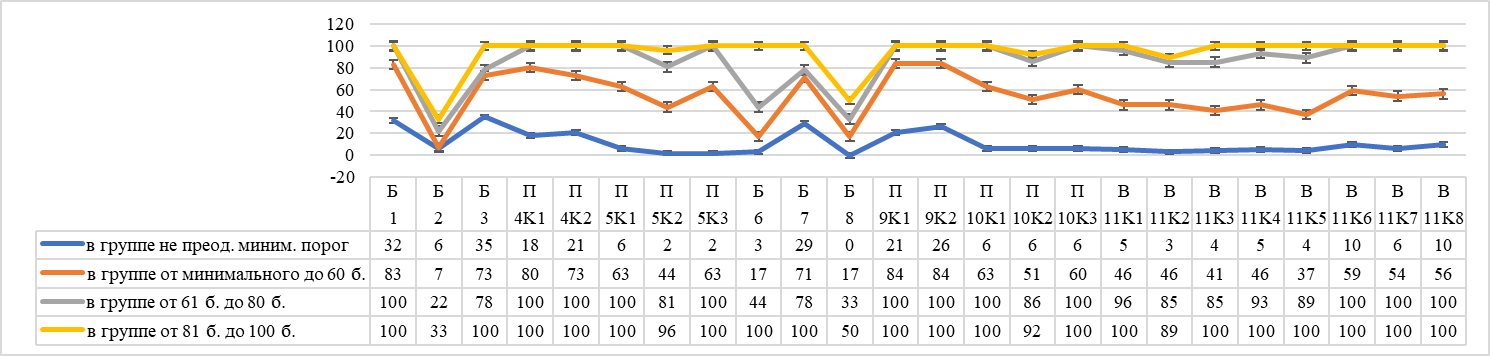 120
100
80
60
40
20
0
-20
Б Б Б П П П П П Б Б Б П П П П П В В В В В В В В
1 2 3 4К1 4К2 5К1 5К2 5К3 6 7 8 9К1 9К2 10К1 10К2 10К3 11К1 11К2 11К3 11К4 11К5 11К6 11К7 11К8
в группе не преод. миним. порог 32 6 35 18 21 6 2 2 3 29 0 21 26 6 6 6 5 3 4 5 4 10 6 10
в группе от минимального до 60 б. 83 7 73 80 73 63 44 63 17 71 17 84 84 63 51 60 46 46 41 46 37 59 54 56
в группе от 61 б. до 80 б. 100 22 78 100 100 100 81 100 44 78 33 100 100 100 86 100 96 85 85 93 89 100 100 100
в группе от 81 б. до 100 б. 100 33 100 100 100 100 96 100 100 100 50 100 100 100 92 100 100 89 100 100 100 100 100 100